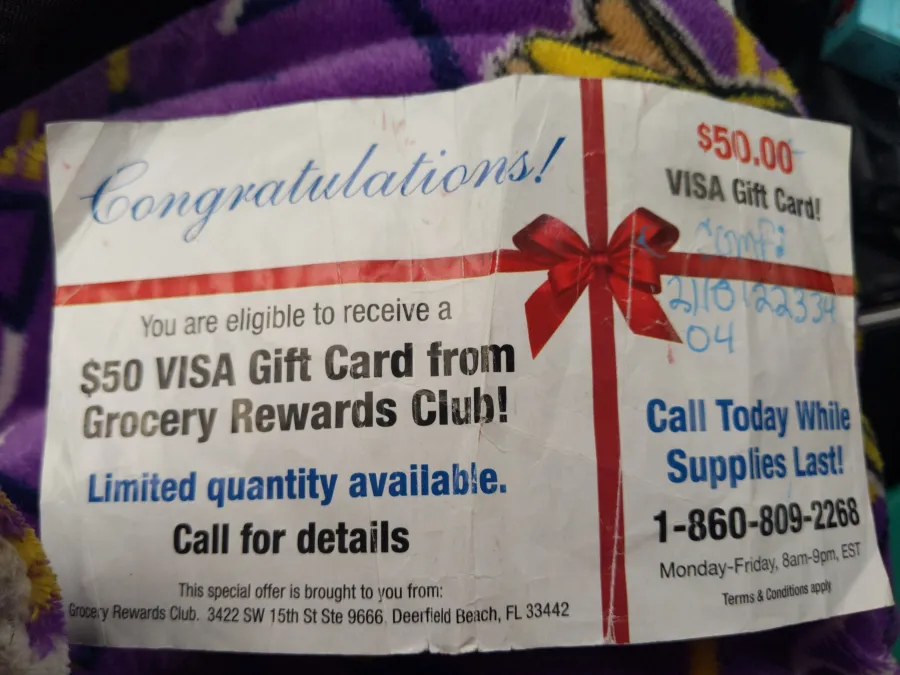 Congratulations!
You are eligible to receive a
$50 VISA Gift Card from
Grocery Rewards Club!
Limited quantity available.
Call for details
This special offer is brought to you from:
Grocery Rewards Club. 3422 SW 15th St Ste 9666 Deerfield Beach, FL 33442
$50.00
VISA Gift Card!
04
Call Today While
Supplies Last!
1-860-809-2268
Monday-Friday, 8am-9pm, EST
Terms & Conditions apply